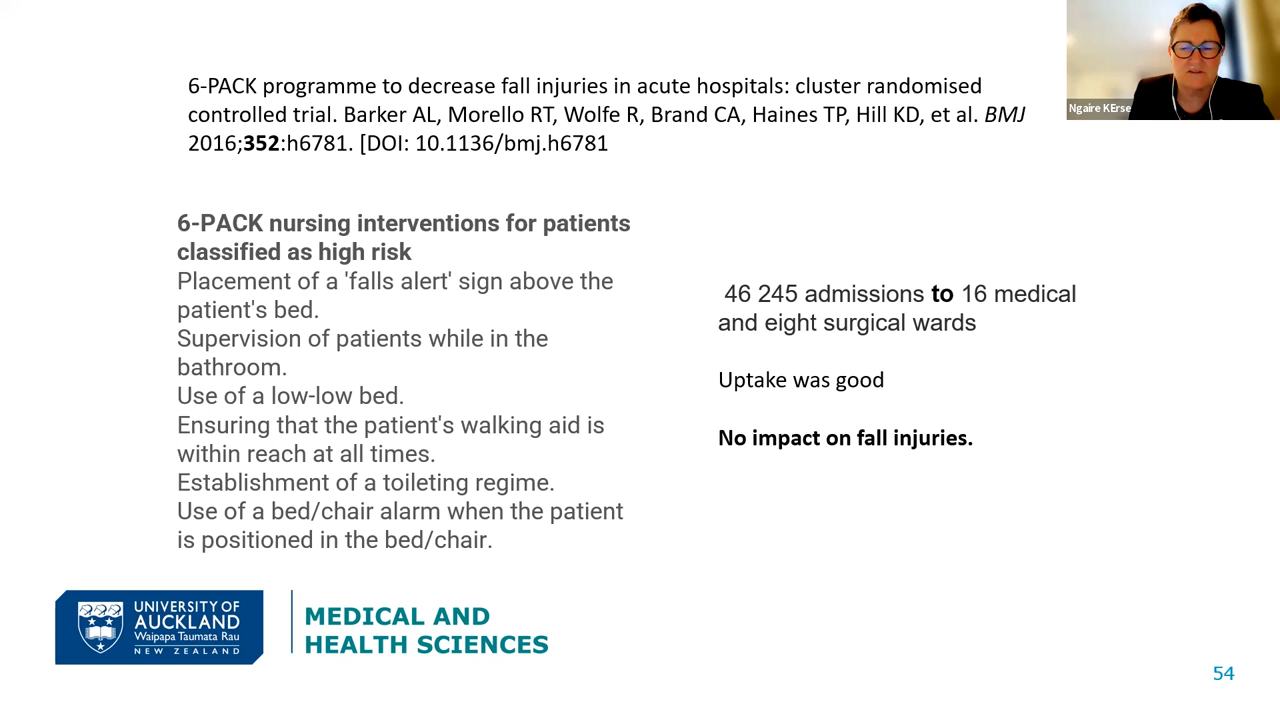 Ngaire KErse
6-PACK programme to decrease fall injuries in acute hospitals: cluster randomised
controlled trial. Barker AL, Morello RT, Wolfe R, Brand CA, Haines TP, Hill KD, et al. BMJ
2016;352:h6781. [DOI: 10.1136/bmj.h6781
6-PACK nursing interventions for patients
classified as high risk
Placement of a 'falls alert' sign above the
patient's bed.
Supervision of patients while in the
bathroom.
Use of a low-low bed.
Ensuring that the patient's walking aid is
within reach at all times.
Establishment of a toileting regime.
Use of a bed/chair alarm when the patient
is positioned in the bed/chair.
46 245 admissions to 16 medical
and eight surgical wards
Uptake was good
No impact on fall injuries.
UNIVERSITY OF
AUCKLAND
Waipapa Taumata Rau
NEW ZEALAND
MEDICAL AND
HEALTH SCIENCES
54